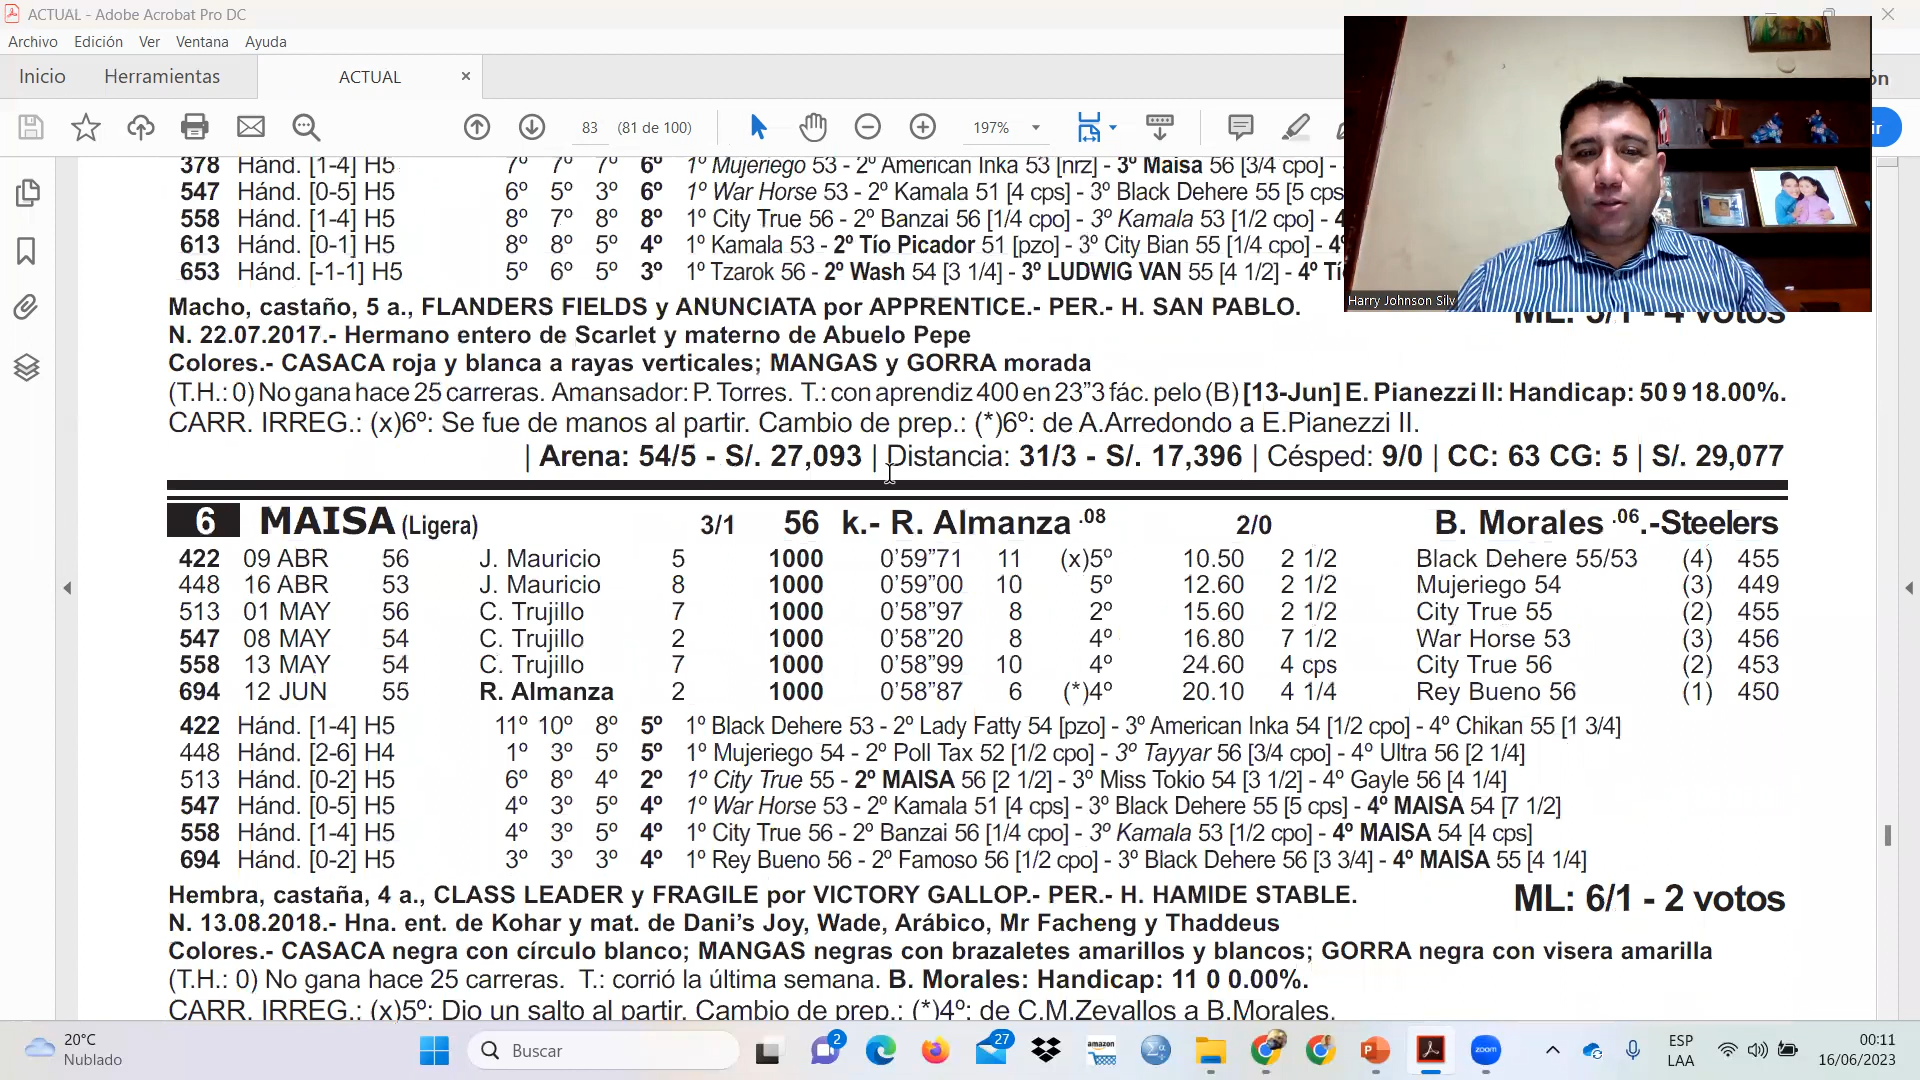 ACTUAL - Adobe Acrobat Pro DC
Archivo Edición Ver Ventana Ayuda
Inicio Herramientas ACTUAL ×
83 (81 de 100) 197%
378 Hánd. [1-4] H5 7º 7º 7º 6º 1º Mujeriego 53 - 2º American Inka 53 [nrz] - 3º Maisa 56 [3/4 cpo] -
547 Hánd. [0-5] H5 6º 5º 3º 6º 1º War Horse 53 - 2º Kamala 51 [4 cps] - 3º Black Dehere 55 [5 cps
558 Hánd. [1-4] H5 8º 7º 8º 8º 1º City True 56 - 2º Banzai 56 [1/4 cpo] - 3º Kamala 53 [1/2 cpo] - 4
613 Hánd. [0-1] H5 8º 8º 5º 4º 1º Kamala 53 - 2º Tío Picador 51 [pzo] - 3º City Bian 55 [1/4 cpo] - 4º
653 Hánd. [-1-1] H5 5º 6º 5º 3º 1º Tzarok 56 - 2º Wash 54 [3 1/4] - 3º LUDWIG VAN 55 [4 1/2] - 4º Tí
Harry Johnson Silv
Macho, castaño, 5 a., FLANDERS FIELDS y ANUNCIATA por APPRENTICE.- PER.- H. SAN PABLO.
N. 22.07.2017.- Hermano entero de Scarlet y materno de Abuelo Pepe
Colores.- CASACA roja y blanca a rayas verticales; MANGAS y GORRA morada
(T.H.: 0) No gana hace 25 carreras. Amansador: P. Torres. T.: con aprendiz 400 en 23”3 fác. pelo (B) [13-Jun] E. Pianezzi II: Handicap: 50 9 18.00%.
CARR. IRREG.: (x)6º: Se fue de manos al partir. Cambio de prep.: (*)6º: de A.Arredondo a E.Pianezzi II.
| Arena: 54/5 - S/. 27,093 | Distancia: 31/3 - S/. 17,396 | Césped: 9/0 | CC: 63 CG: 5 | S/. 29,077
6 MAISA (Ligera) 3/1 56 k.- R. Almanza .08 2/0 B. Morales .06.-Steelers
422 09 ABR 56 J. Mauricio 5 1000 0’59”71 11 (x)5º 10.50 2 1/2 Black Dehere 55/53 (4) 455
448 16 ABR 53 J. Mauricio 8 1000 0’59”00 10 5º 12.60 2 1/2 Mujeriego 54 (3) 449
513 01 MAY 56 C. Trujillo 7 1000 0’58”97 8 2º 15.60 2 1/2 City True 55 (2) 455
547 08 MAY 54 C. Trujillo 2 1000 0’58”20 8 4º 16.80 7 1/2 War Horse 53 (3) 456
558 13 MAY 54 C. Trujillo 7 1000 0’58”99 10 4º 24.60 4 cps City True 56 (2) 453
694 12 JUN 55 R. Almanza 2 1000 0’58”87 6 (*)4º 20.10 4 1/4 Rey Bueno 56 (1) 450
422 Hánd. [1-4] H5 11º 10º 8º 5º 1º Black Dehere 53 - 2º Lady Fatty 54 [pzo] - 3º American Inka 54 [1/2 cpo] - 4º Chikan 55 [1 3/4]
448 Hánd. [2-6] H4 1º 3º 5º 5º 1º Mujeriego 54 - 2º Poll Tax 52 [1/2 cpo] - 3º Tayyar 56 [3/4 cpo] - 4º Ultra 56 [2 1/4]
513 Hánd. [0-2] H5 6º 8º 4º 2º 1º City True 55 - 2º MAISA 56 [2 1/2] - 3º Miss Tokio 54 [3 1/2] - 4º Gayle 56 [4 1/4]
547 Hánd. [0-5] H5 4º 3º 5º 4º 1º War Horse 53 - 2º Kamala 51 [4 cps] - 3º Black Dehere 55 [5 cps] - 4º MAISA 54 [7 1/2]
558 Hánd. [1-4] H5 4º 3º 5º 4º 1º City True 56 - 2º Banzai 56 [1/4 cpo] - 3º Kamala 53 [1/2 cpo] - 4º MAISA 54 [4 cps]
694 Hánd. [0-2] H5 3º 3º 3º 4º 1º Rey Bueno 56 - 2º Famoso 56 [1/2 cpo] - 3º Black Dehere 56 [3 3/4] - 4º MAISA 55 [4 1/4]
Hembra, castaña, 4 a., CLASS LEADER y FRAGILE por VICTORY GALLOP.- PER.- H. HAMIDE STABLE. ML: 6/1 - 2 votos
N. 13.08.2018.- Hna. ent. de Kohar y mat. de Dani’s Joy, Wade, Arábico, Mr Facheng y Thaddeus
Colores.- CASACA negra con círculo blanco; MANGAS negras con brazaletes amarillos y blancos; GORRA negra con visera amarilla
(T.H.: 0) No gana hace 25 carreras. T.: corrió la última semana. B. Morales: Handicap: 11 0 0.00%.
CARR. IRREG.: (x)5º: Dio un salto al partir. Cambio de prep.: (*)4º: de C.M.Zevallos a B.Morales.
20°C
Nublado
Buscar
2
27
amazon
zoom
ESP
LAA
00:11
16/06/2023